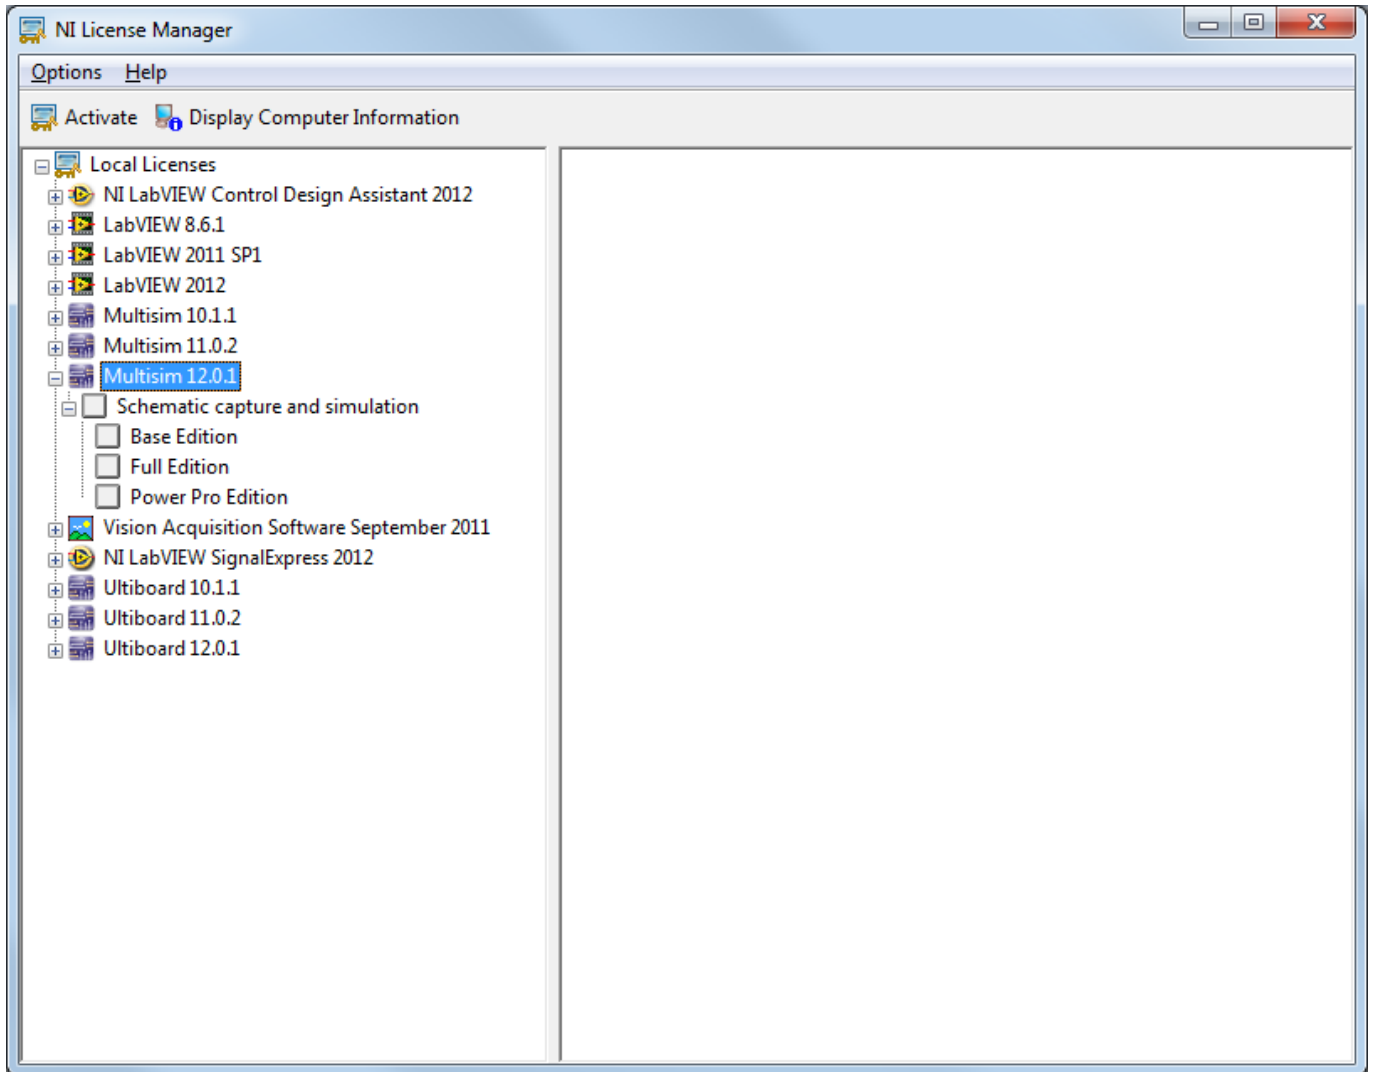 NI License Manager
Options Help
Activate Display Computer Information
Local Licenses
NI LabVIEW Control Design Assistant 2012
LabVIEW 8.6.1
LabVIEW 2011 SP1
LabVIEW 2012
Multisim 10.1.1
Multisim 11.0.2
Multisim 12.0.1
Schematic capture and simulation
Base Edition
Full Edition
Power Pro Edition
Vision Acquisition Software September 2011
NI LabVIEW SignalExpress 2012
Ultiboard 10.1.1
Ultiboard 11.0.2
Ultiboard 12.0.1